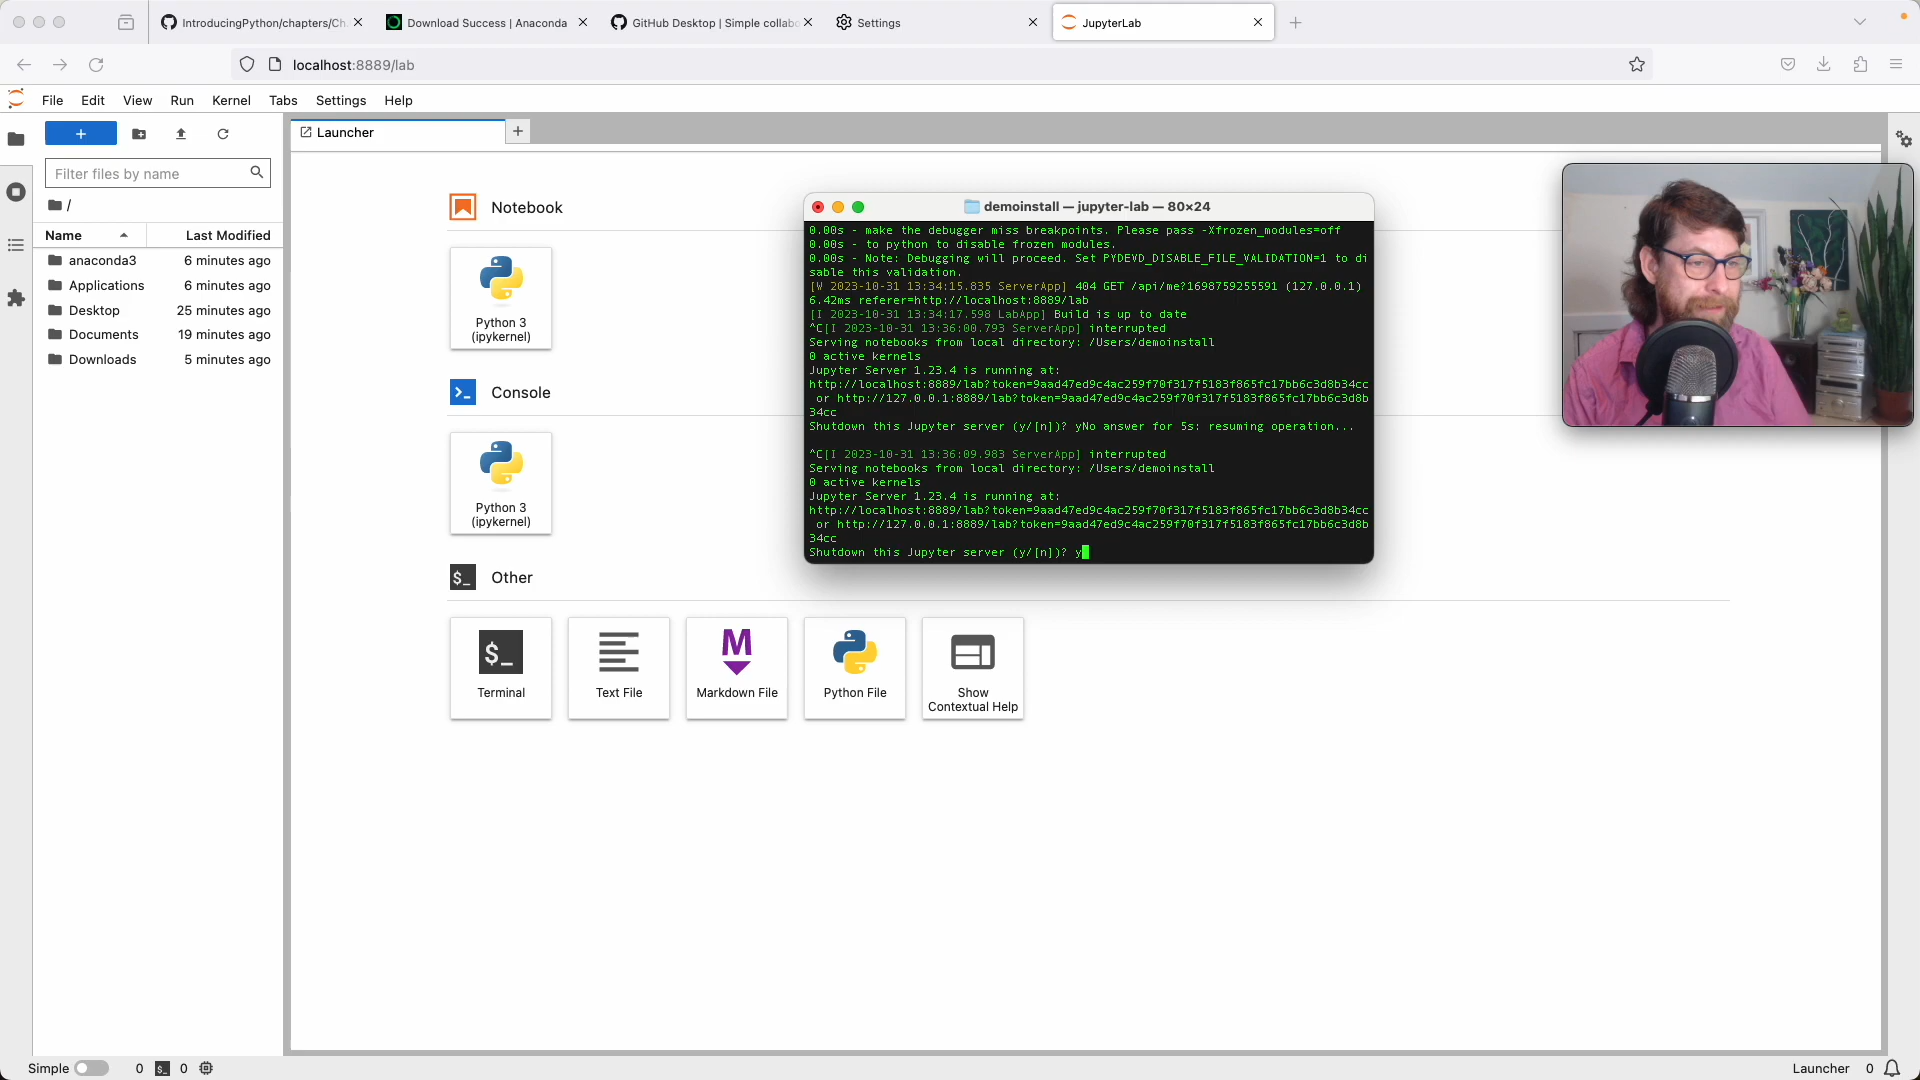 IntroducingPython/chapters/Ch
Download Success | Anaconda
GitHub Desktop | Simple collabo
Settings
JupyterLab
localhost:8889/lab
File Edit View Run Kernel Tabs Settings Help
Launcher
Filter files by name
/
Name Last Modified
anaconda3 6 minutes ago
Applications 6 minutes ago
Desktop 25 minutes ago
Documents 19 minutes ago
Downloads 5 minutes ago
Notebook
Python 3
(ipykernel)
Console
Python 3
(ipykernel)
Other
$_
Terminal
Text File
M
Markdown File
Python File
Show
Contextual Help
demoinstall — jupyter-lab — 80×24
0.00s - make the debugger miss breakpoints. Please pass -Xfrozen_modules=off
0.00s - to python to disable frozen modules.
0.00s - Note: Debugging will proceed. Set PYDEVD_DISABLE_FILE_VALIDATION=1 to di
sable this validation.
[W 2023-10-31 13:34:15.835 ServerApp] 404 GET /api/me?1698759255591 (127.0.0.1)
6.42ms referer=http://localhost:8889/lab
[I 2023-10-31 13:34:17.598 LabApp] Build is up to date
^C[I 2023-10-31 13:36:00.793 ServerApp] interrupted
Serving notebooks from local directory: /Users/demoinstall
0 active kernels
Jupyter Server 1.23.4 is running at:
http://localhost:8889/lab?token=9aad47ed9c4ac259f70f317f5183f865fc17bb6c3d8b34cc
or http://127.0.0.1:8889/lab?token=9aad47ed9c4ac259f70f317f5183f865fc17bb6c3d8b
34cc
Shutdown this Jupyter server (y/[n])? yNo answer for 5s: resuming operation...
^C[I 2023-10-31 13:36:09.983 ServerApp] interrupted
Serving notebooks from local directory: /Users/demoinstall
0 active kernels
Jupyter Server 1.23.4 is running at:
http://localhost:8889/lab?token=9aad47ed9c4ac259f70f317f5183f865fc17bb6c3d8b34cc
or http://127.0.0.1:8889/lab?token=9aad47ed9c4ac259f70f317f5183f865fc17bb6c3d8b
34cc
Shutdown this Jupyter server (y/[n])? y
Simple 0 $_ 0
Launcher 0